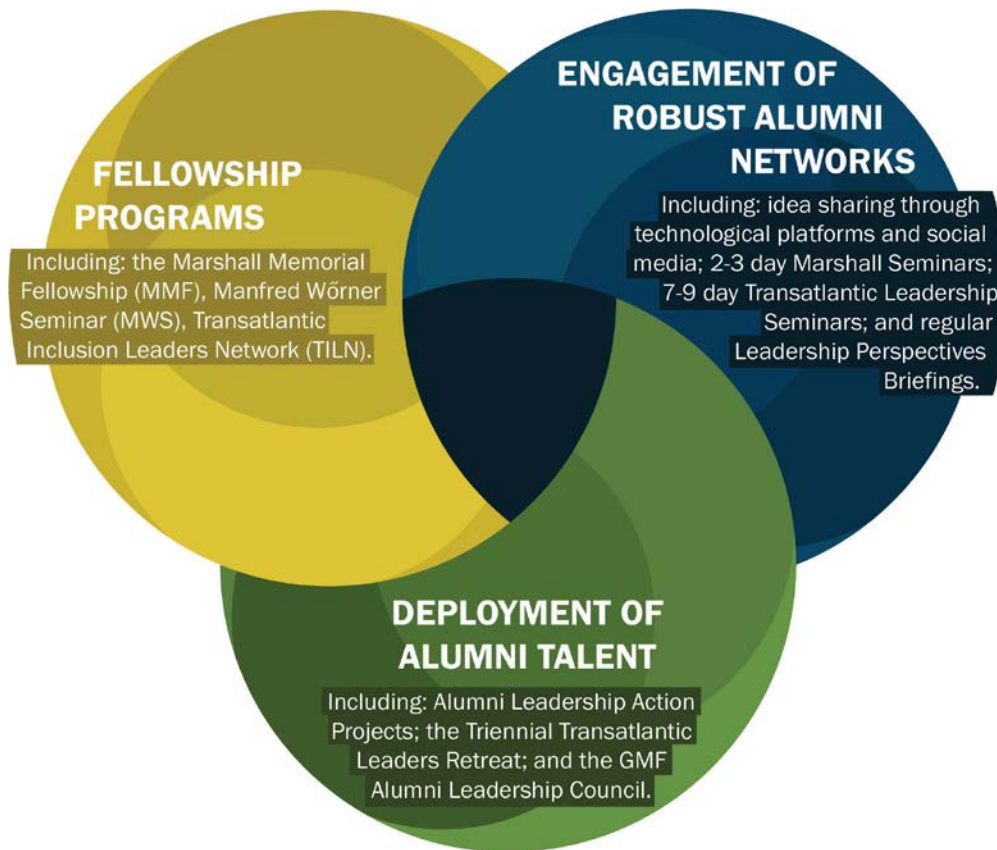 FELLOWSHIP
PROGRAMS
Including: the Marshall Memorial
Fellowship (MMF), Manfred Wőrner
Seminar (MWS), Transatlantic
Inclusion Leaders Network (TILN).
ENGAGEMENT OF
ROBUST ALUMNI
NETWORKS
Including: idea sharing through
technological platforms and social
media; 2-3 day Marshall Seminars;
7-9 day Transatlantic Leadership
Seminars; and regular
Leadership Perspectives
Briefings.
DEPLOYMENT OF
ALUMNI TALENT
Including: Alumni Leadership Action
Projects; the Triennial Transatlantic
Leaders Retreat; and the GMF
Alumni Leadership Council.